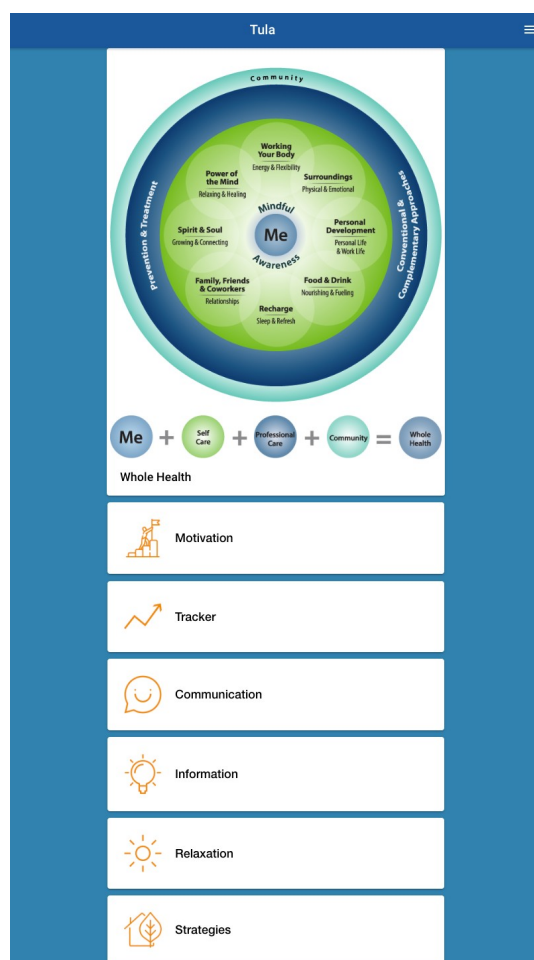 Tula
Community
Working
Your Body
Energy & Flexibility
Power of
the Mind
Relaxing & Healing
Surroundings
Physical & Emotional
Prevention & Treatment
Conventional &
Complementary Approaches
Mindful
Me
Awareness
Spirit & Soul
Growing & Connecting
Personal
Development
Personal Life
& Work Life
Family, Friends
& Coworkers
Relationships
Food & Drink
Nourishing & Fueling
Recharge
Sleep & Refresh
Me + Self Care + Professional Care + Community = Whole Health
Whole Health
Motivation
Tracker
Communication
Information
Relaxation
Strategies